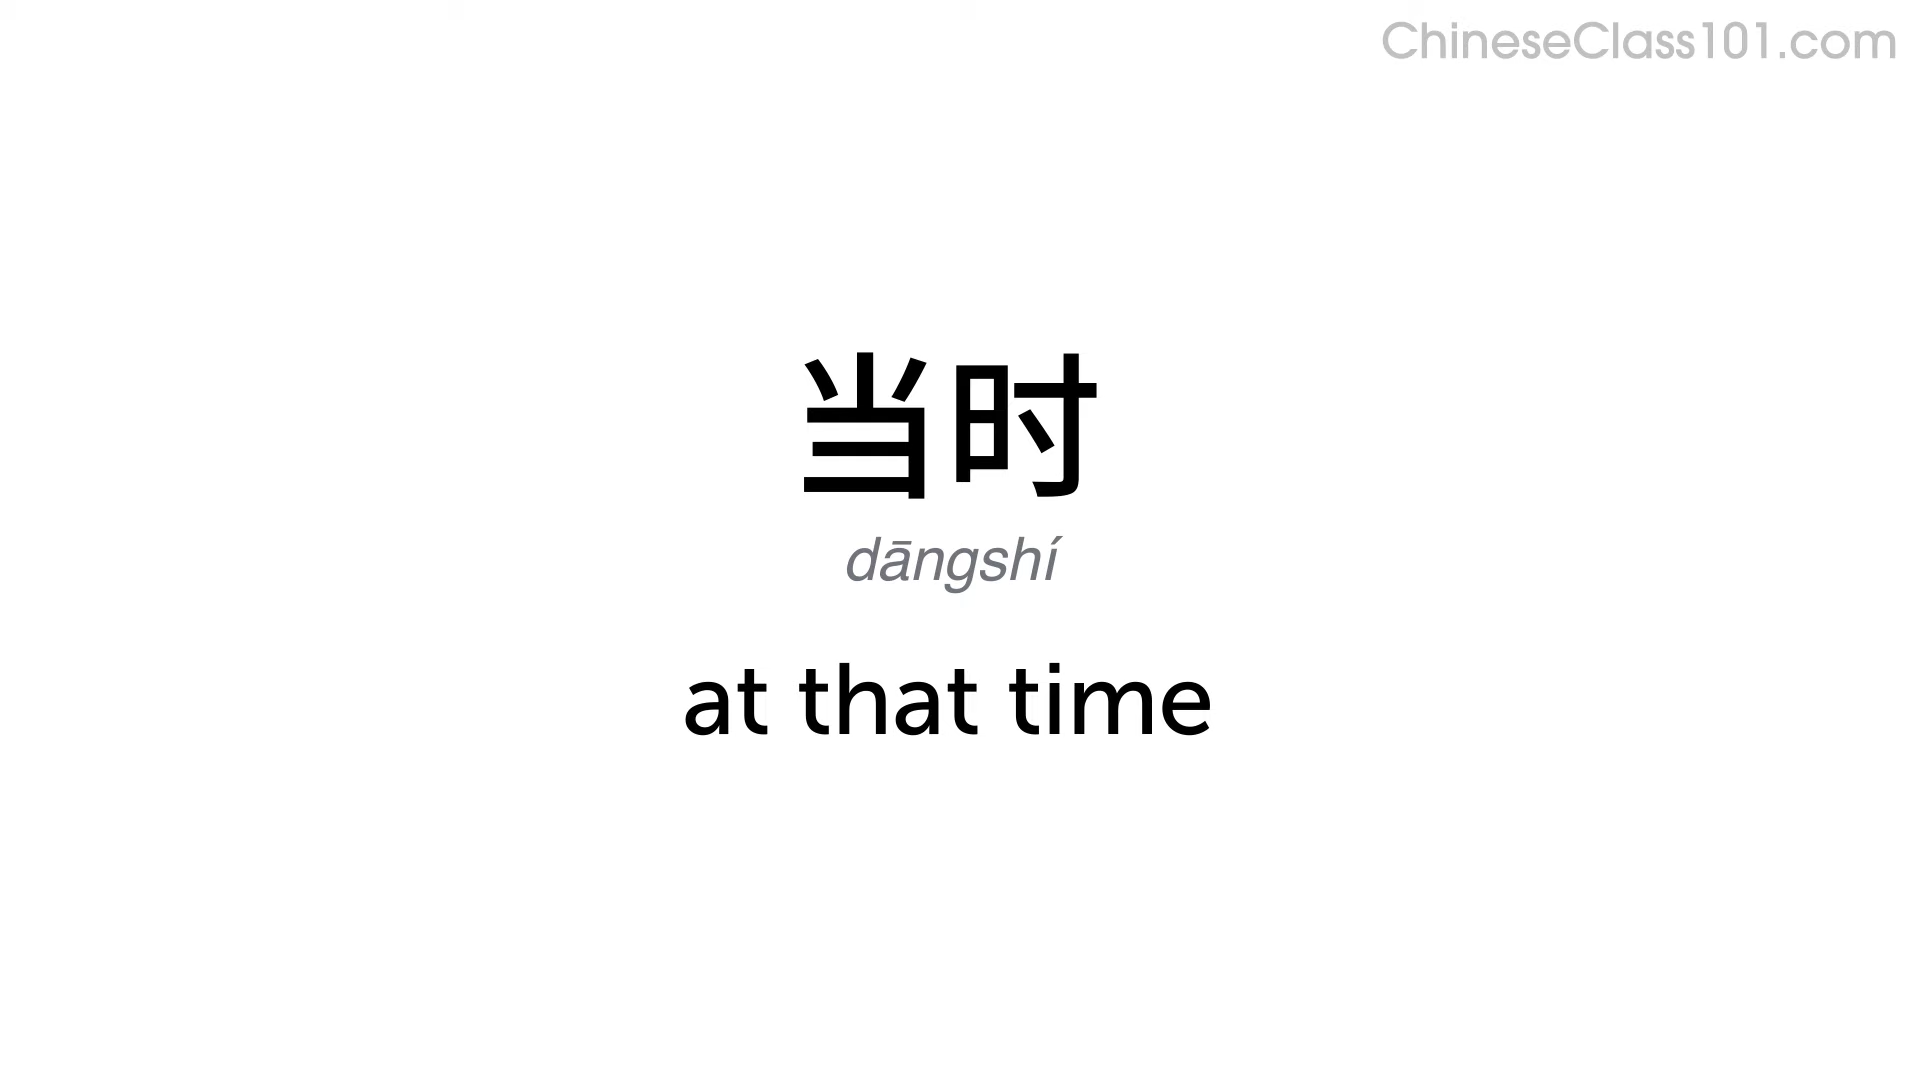 ChineseClass101.com
当时
dāngshí
at that time